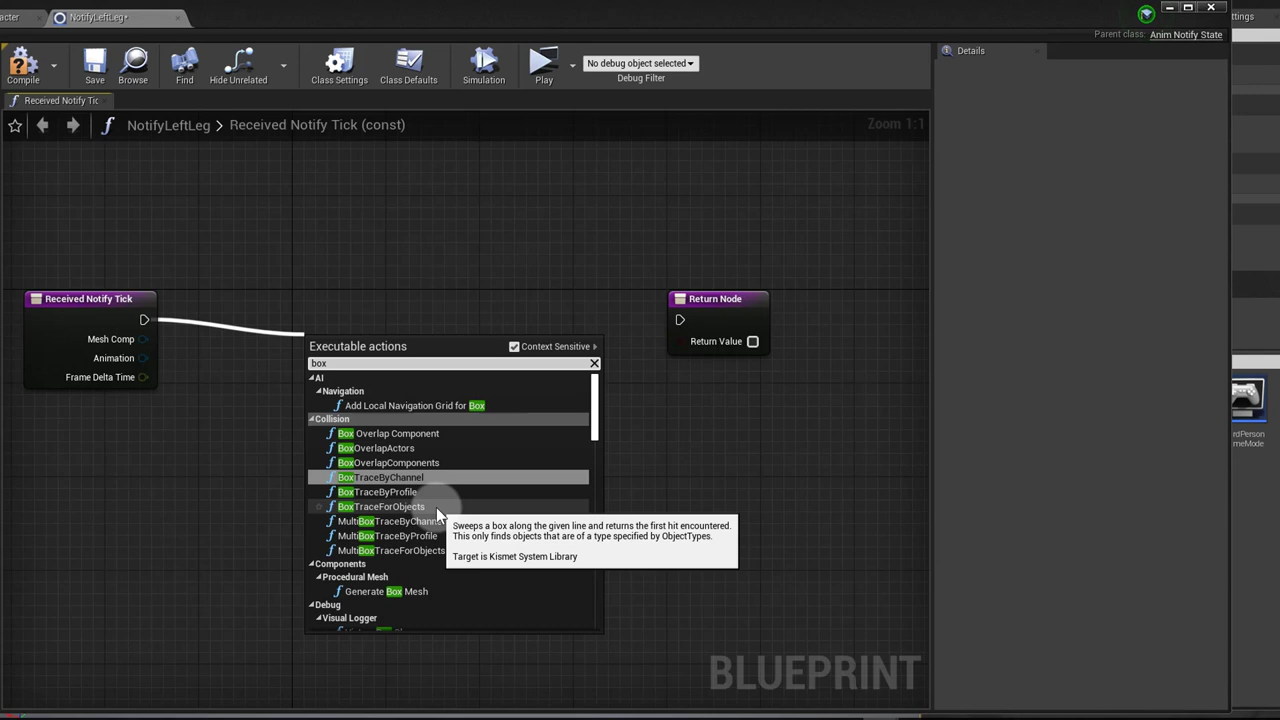 acter
NotifyLeftLeg*
ettings
Parent class: Anim Notify State
Compile
Save
Browse
Find
Hide Unrelated
Class Settings
Class Defaults
Simulation
Play
No debug object selected
Debug Filter
Details
Received Notify Tic
NotifyLeftLeg > Received Notify Tick (const)
Zoom 1:1
Received Notify Tick
Mesh Comp
Animation
Frame Delta Time
Return Node
Return Value
Executable actions
Context Sensitive
box
AI
Navigation
Add Local Navigation Grid for Box
Collision
Box Overlap Component
BoxOverlapActors
BoxOverlapComponents
BoxTraceByChannel
BoxTraceByProfile
BoxTraceForObjects
MultiBoxTraceByChann
MultiBoxTraceByProfile
MultiBoxTraceForObjects
Sweeps a box along the given line and returns the first hit encountered.
This only finds objects that are of a type specified by ObjectTypes.
Target is Kismet System Library
Components
Procedural Mesh
Generate Box Mesh
Debug
Visual Logger
BLUEPRINT
rdPerson
meMode